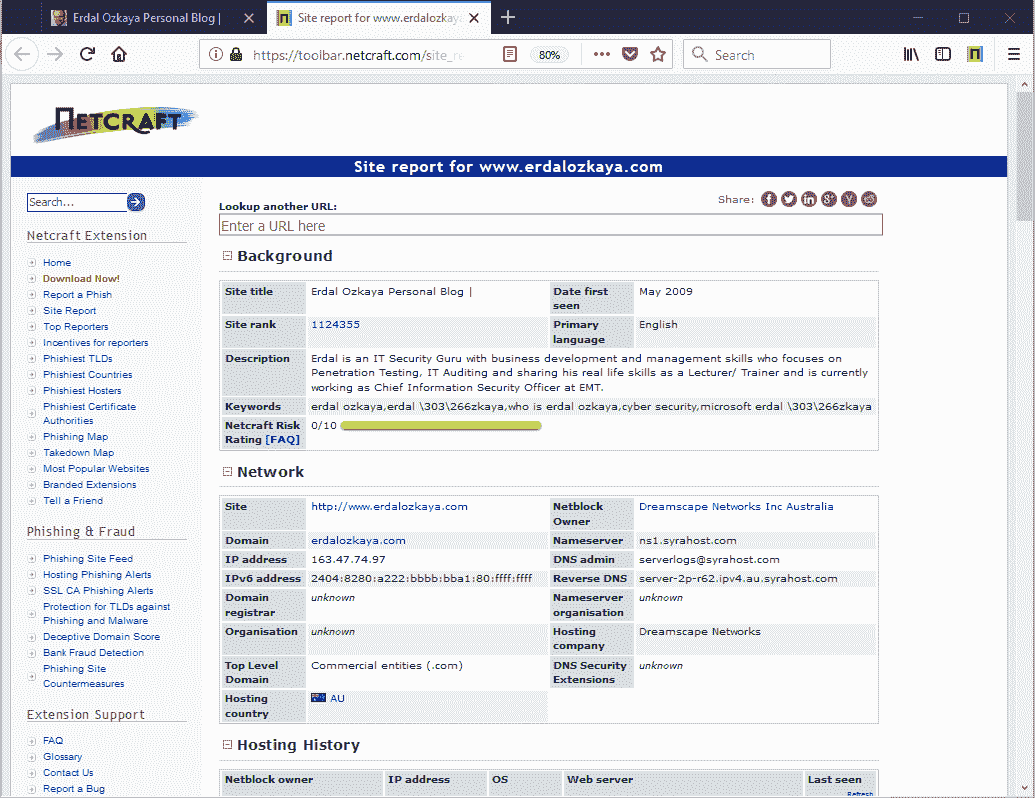 Erdal Ozkaya Personal Blog |
Site report for www.erdalozkaya
https://toolbar.netcraft.com/site_re
80%
Search
NETCRAFT
Site report for www.erdalozkaya.com
Search...
Netcraft Extension
Home
Download Now!
Report a Phish
Site Report
Top Reporters
Incentives for reporters
Phishiest TLDs
Phishiest Countries
Phishiest Hosters
Phishiest Certificate
Authorities
Phishing Map
Takedown Map
Most Popular Websites
Branded Extensions
Tell a Friend
Phishing & Fraud
Phishing Site Feed
Hosting Phishing Alerts
SSL CA Phishing Alerts
Protection for TLDs against
Phishing and Malware
Deceptive Domain Score
Bank Fraud Detection
Phishing Site
Countermeasures
Extension Support
FAQ
Glossary
Contact Us
Report a Bug
Share:
Lookup another URL:
Enter a URL here
Background
Site title Erdal Ozkaya Personal Blog | Date first seen May 2009
Site rank 1124355 Primary language English
Description Erdal is an IT Security Guru with business development and management skills who focuses on
Penetration Testing, IT Auditing and sharing his real life skills as a Lecturer/ Trainer and is currently
working as Chief Information Security Officer at EMT.
Keywords erdal ozkaya,erdal \303\266zkaya,who is erdal ozkaya,cyber security,microsoft erdal \303\266zkaya
Netcraft Risk Rating [FAQ] 0/10
Network
Site http://www.erdalozkaya.com Netblock Owner Dreamscape Networks Inc Australia
Domain erdalozkaya.com Nameserver ns1.syrahost.com
IP address 163.47.74.97 DNS admin serverlogs@syrahost.com
IPv6 address 2404:8280:a222:bbbb:bba1:80:ffff:ffff Reverse DNS server-2p-r62.ipv4.au.syrahost.com
Domain registrar unknown Nameserver organisation unknown
Organisation unknown Hosting company Dreamscape Networks
Top Level Domain Commercial entities (.com) DNS Security Extensions unknown
Hosting country AU
Hosting History
Netblock owner IP address OS Web server Last seen
Refresh